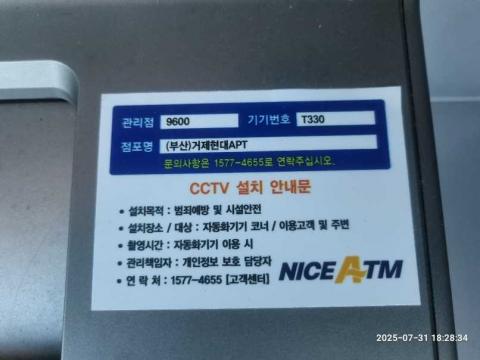 관리점 9600 기기번호 T330
점포명 (부산)거제현대APT
문의사항은 1577-4655로 연락주십시오.
CCTV 설치 안내문
• 설치목적 : 범죄예방 및 시설안전
• 설치장소 / 대상 : 자동화기기 코너 / 이용고객 및 주변
• 촬영시간 : 자동화기기 이용 시
• 관리책임자 : 개인정보 보호 담당자
• 연 락 처 : 1577-4655 [고객센터]
NICE ATM
2025-07-31 18:28:34